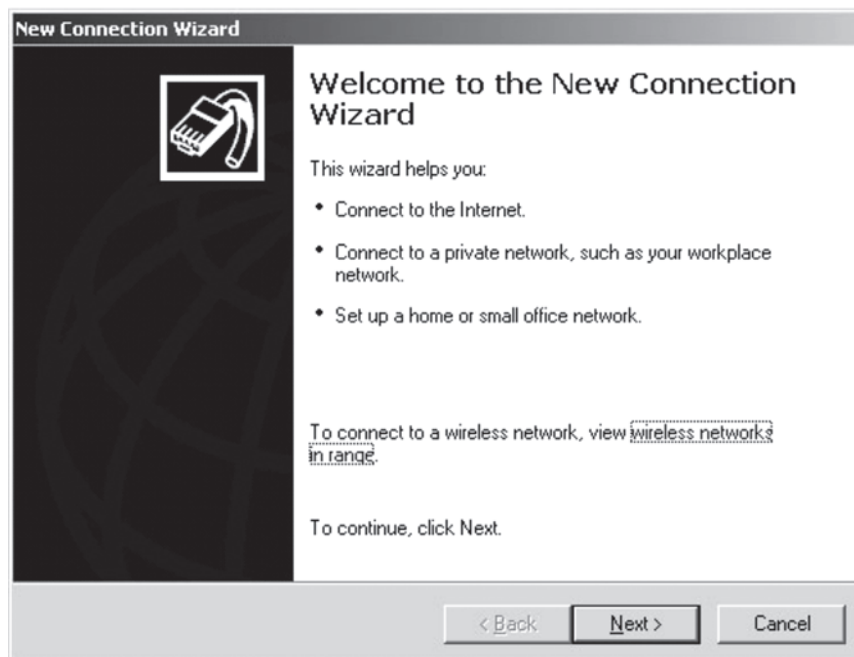 New Connection Wizard
Welcome to the New Connection
Wizard
This wizard helps you:
• Connect to the Internet.
• Connect to a private network, such as your workplace
network.
• Set up a home or small office network.
To connect to a wireless network, view wireless networks
in range.
To continue, click Next.
< Back
Next >
Cancel